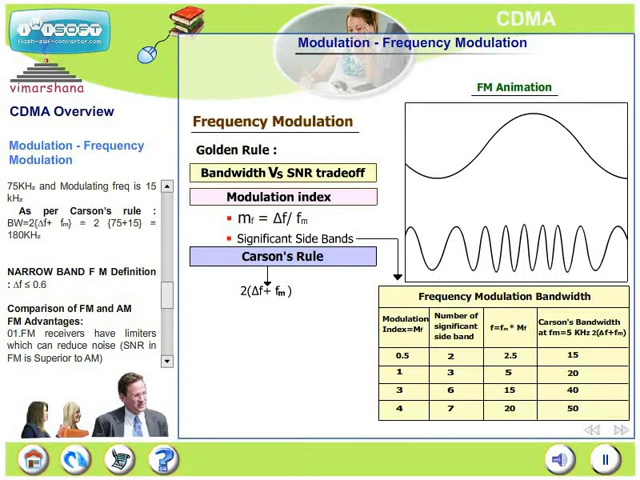 CDMA
Modulation - Frequency Modulation
iWiSOFT
flash-swf-converter.com
vimarshana
CDMA Overview
Modulation - Frequency
Modulation
75KHz and Modulating freq is 15
kHz
As per Carson's rule :
BW=2{Δf+ fm} = 2 {75+15} =
180KHz
NARROW BAND F M Definition
: Δf ≤ 0.6
Comparison of FM and AM
FM Advantages:
01.FM receivers have limiters
which can reduce noise (SNR in
FM is Superior to AM)
FM Animation
Frequency Modulation
Golden Rule :
Bandwidth Vs SNR tradeoff
Modulation index
mf = Δf/ fm
Significant Side Bands
Carson's Rule
2(Δf+ fm )
Frequency Modulation Bandwidth
Modulation Index=Mf | Number of significant side band | f=fm * Mf | Carson's Bandwidth at fm=5 KHz 2(Δf+fm)
0.5 2 2.5 15
1 3 5 20
3 6 15 40
4 7 20 50